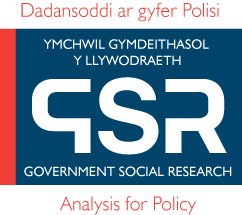 Dadansoddi ar gyfer Polisi
YMCHWIL GYMDEITHASOL
Y LLYWODRAETH
GSR
GOVERNMENT SOCIAL RESEARCH
Analysis for Policy